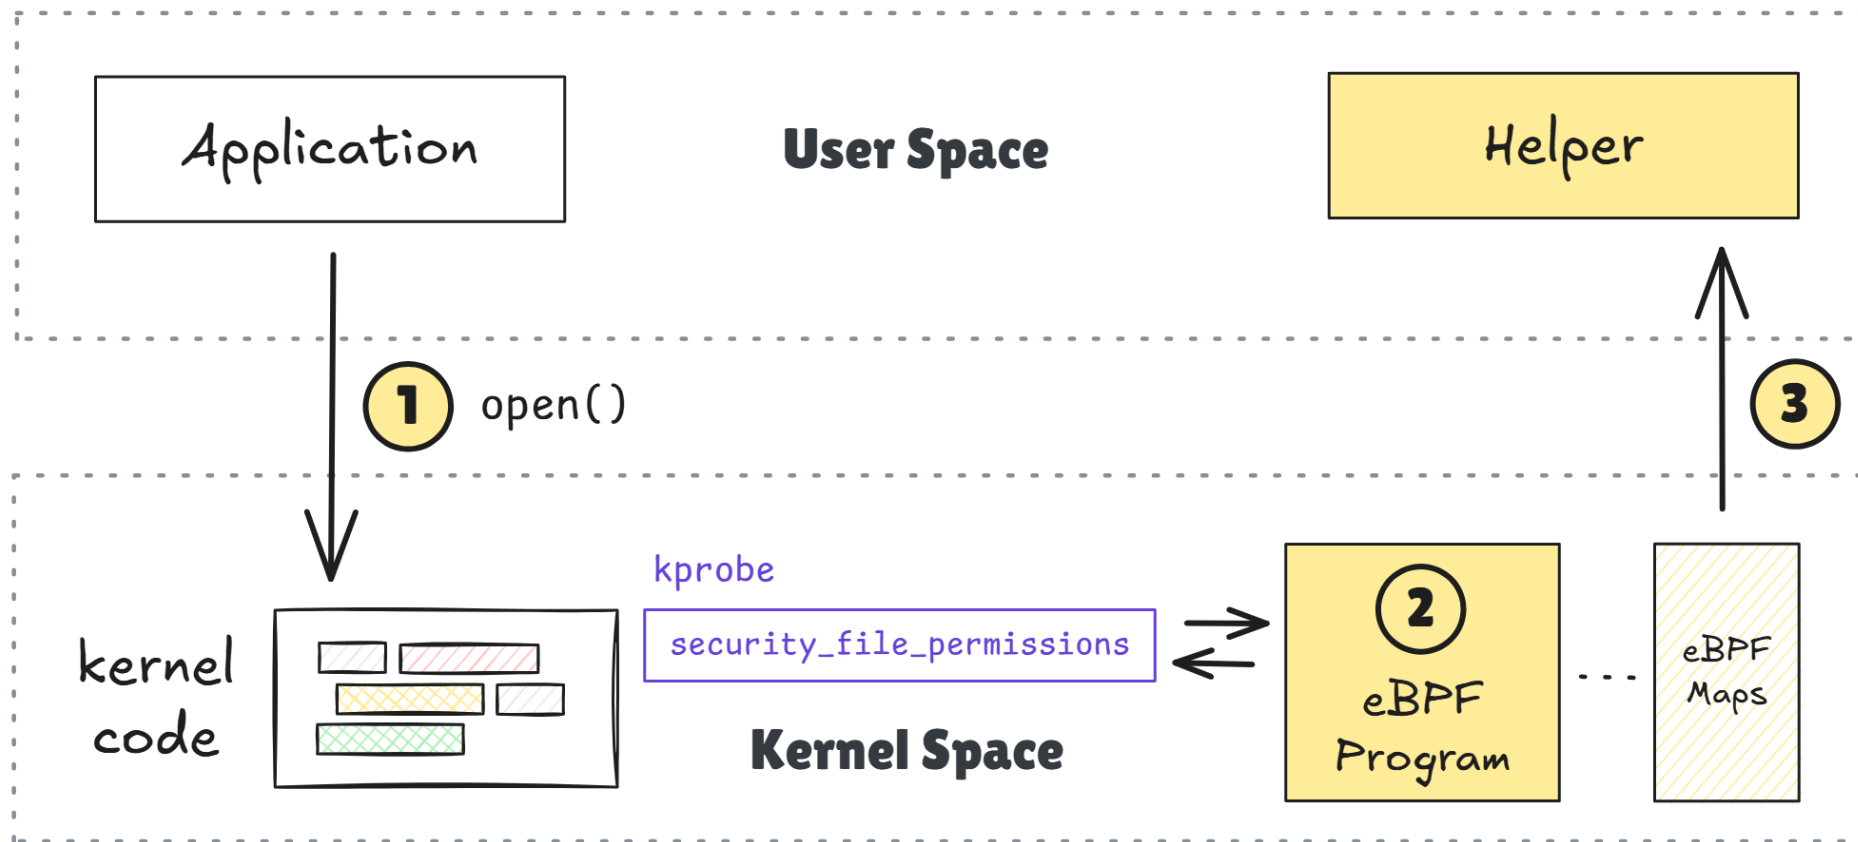 Application
User Space
Helper
1
open()
3
kprobe
security_file_permissions
kernel
code
Kernel Space
2
eBPF
Program
eBPF
Maps